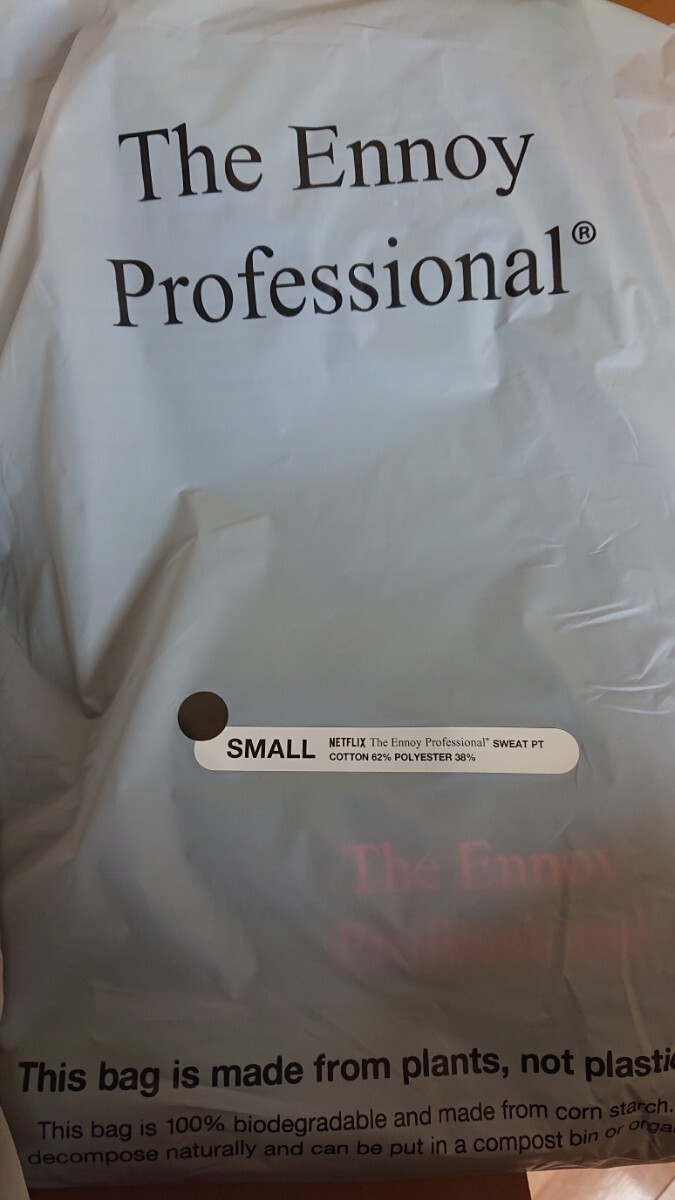 The Ennoy
Professional®
SMALL NETFLIX The Ennoy Professional® SWEAT PT
COTTON 62% POLYESTER 38%
The Ennoy
This bag is made from plants, not
This bag is 100% biodegradable and made from corn starch.
decompose naturally and can be put in a compost bin or